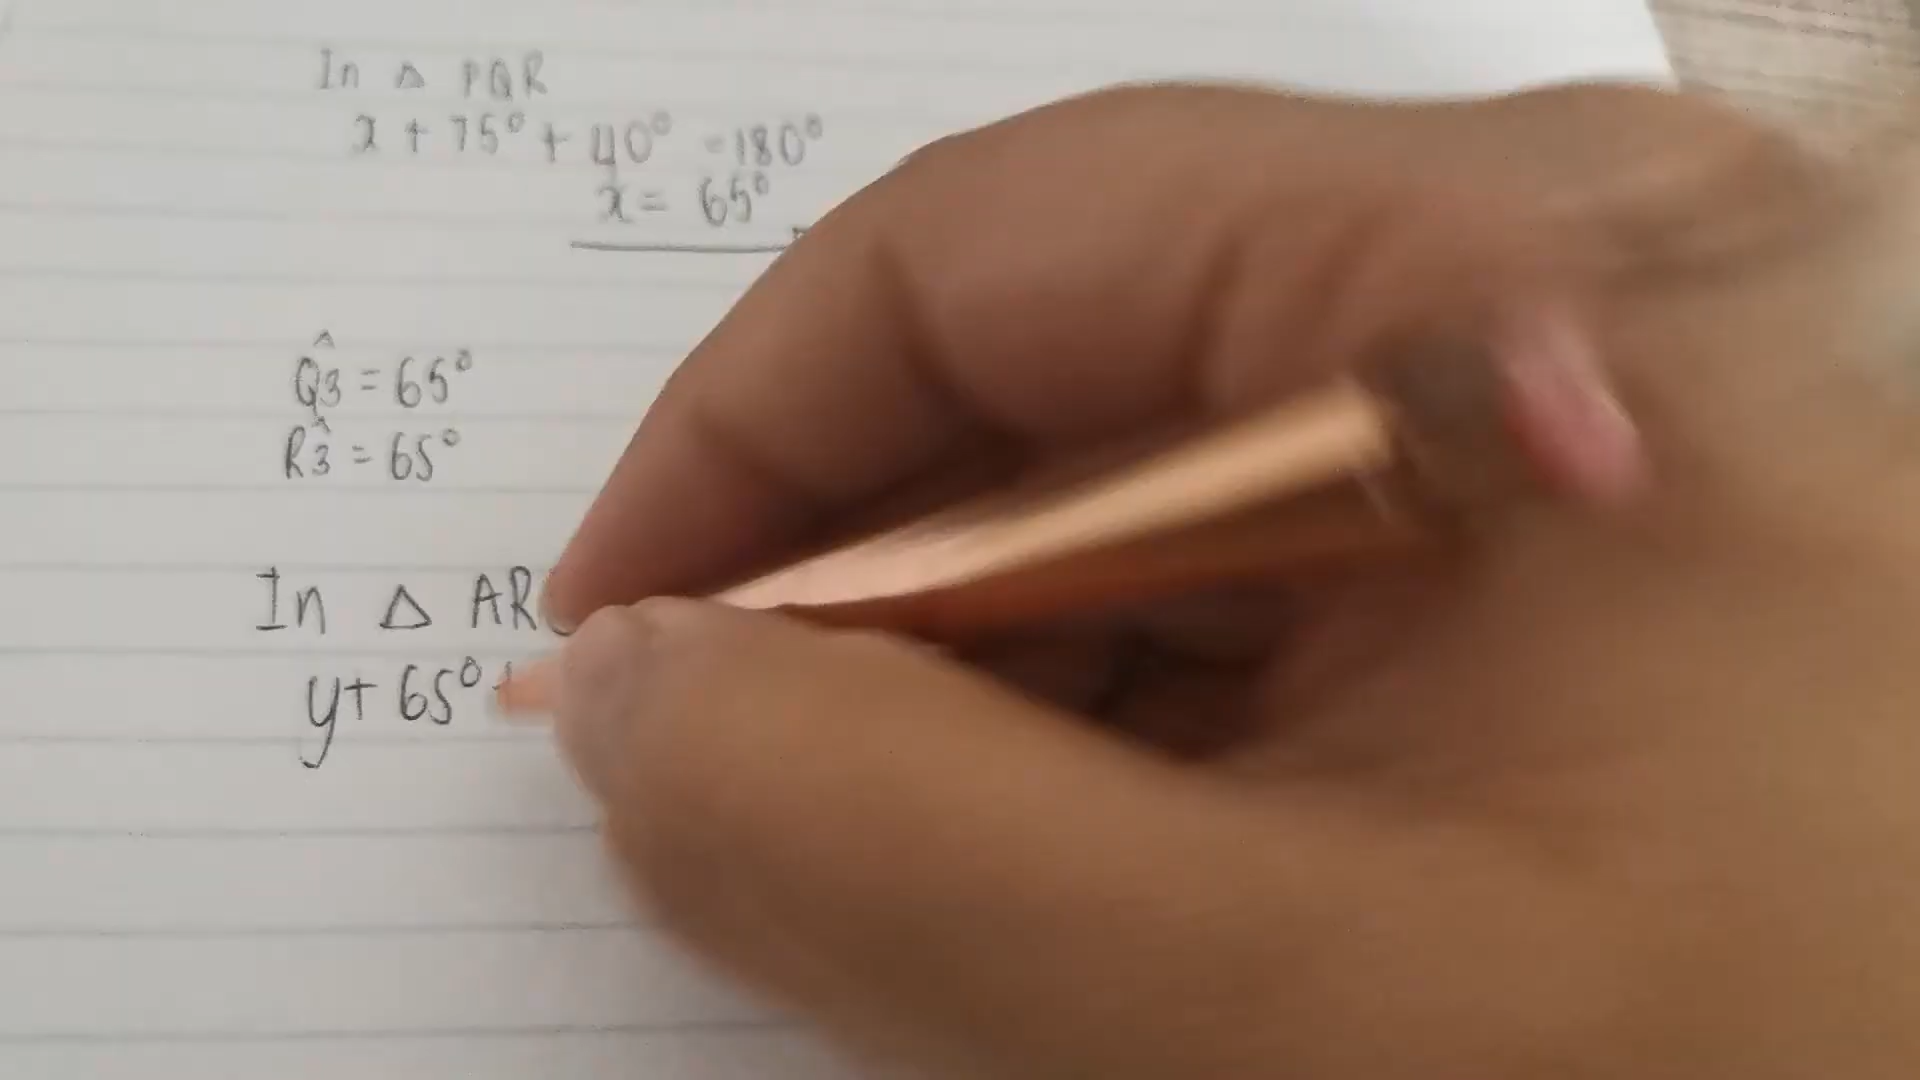 In △ PQR
x + 75° + 40° = 180°
x = 65°
Q̂3 = 65°
R̂3 = 65°
In △ AR
y + 65° +